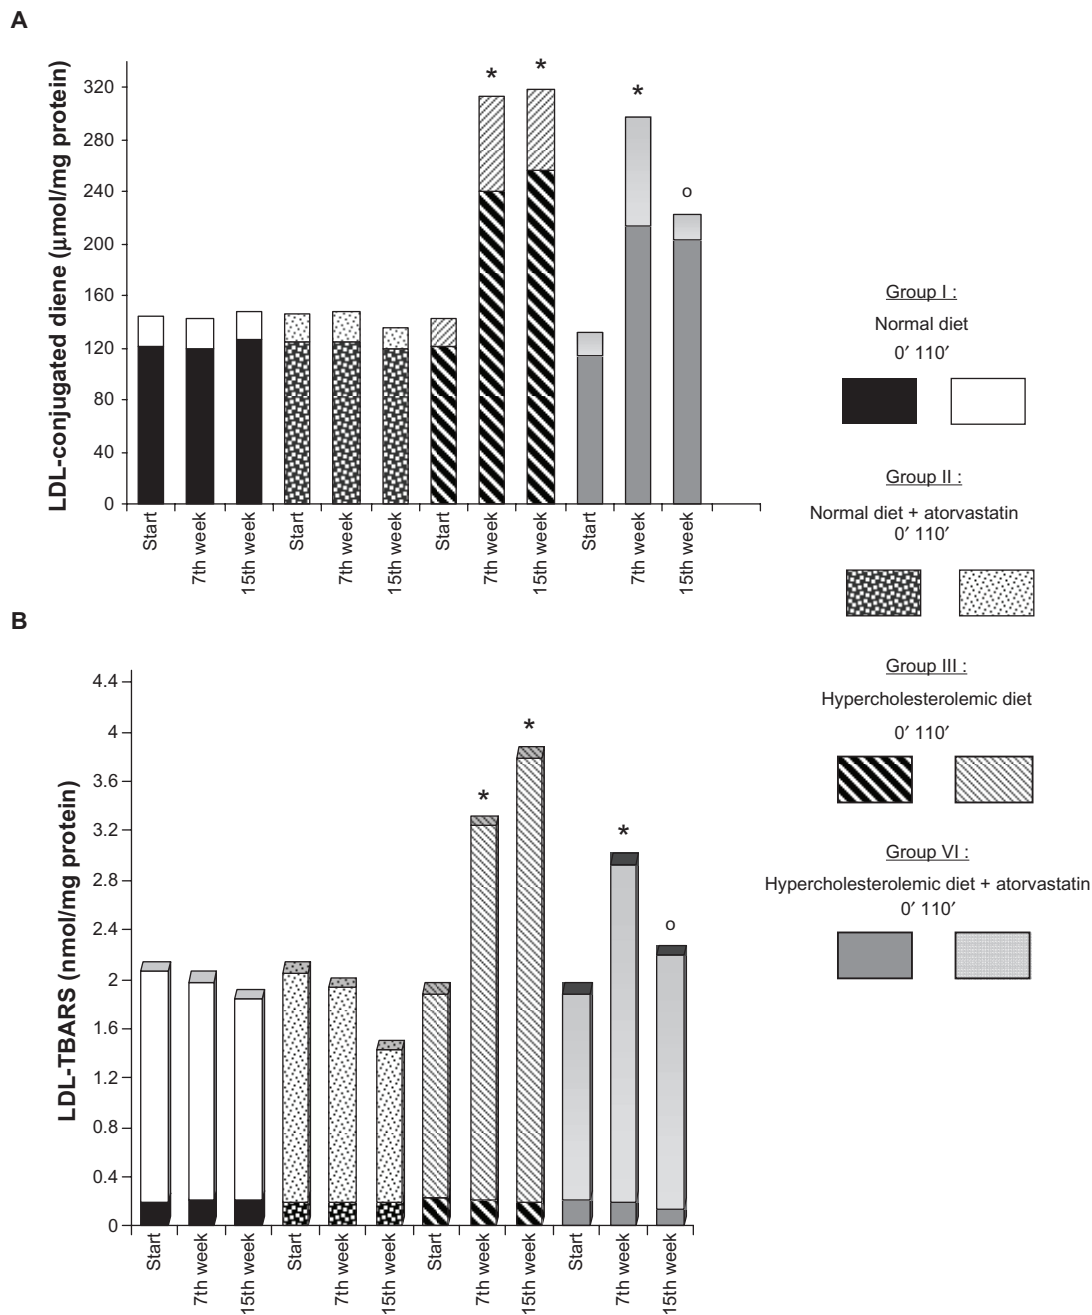 A
LDL-conjugated diene (μmol/mg protein)
320
280
240
200
160
120
80
40
0
* * * o
Start 7th week 15th week Start 7th week 15th week Start 7th week 15th week Start 7th week 15th week
Group I :
Normal diet
0′ 110′
Group II :
Normal diet + atorvastatin
0′ 110′
Group III :
Hypercholesterolemic diet
0′ 110′
Group VI :
Hypercholesterolemic diet + atorvastatin
0′ 110′
B
LDL-TBARS (nmol/mg protein)
4.4
4
3.6
3.2
2.8
2.4
2
1.6
1.2
0.8
0.4
0
* * * o
Start 7th week 15th week Start 7th week 15th week Start 7th week 15th week Start 7th week 15th week